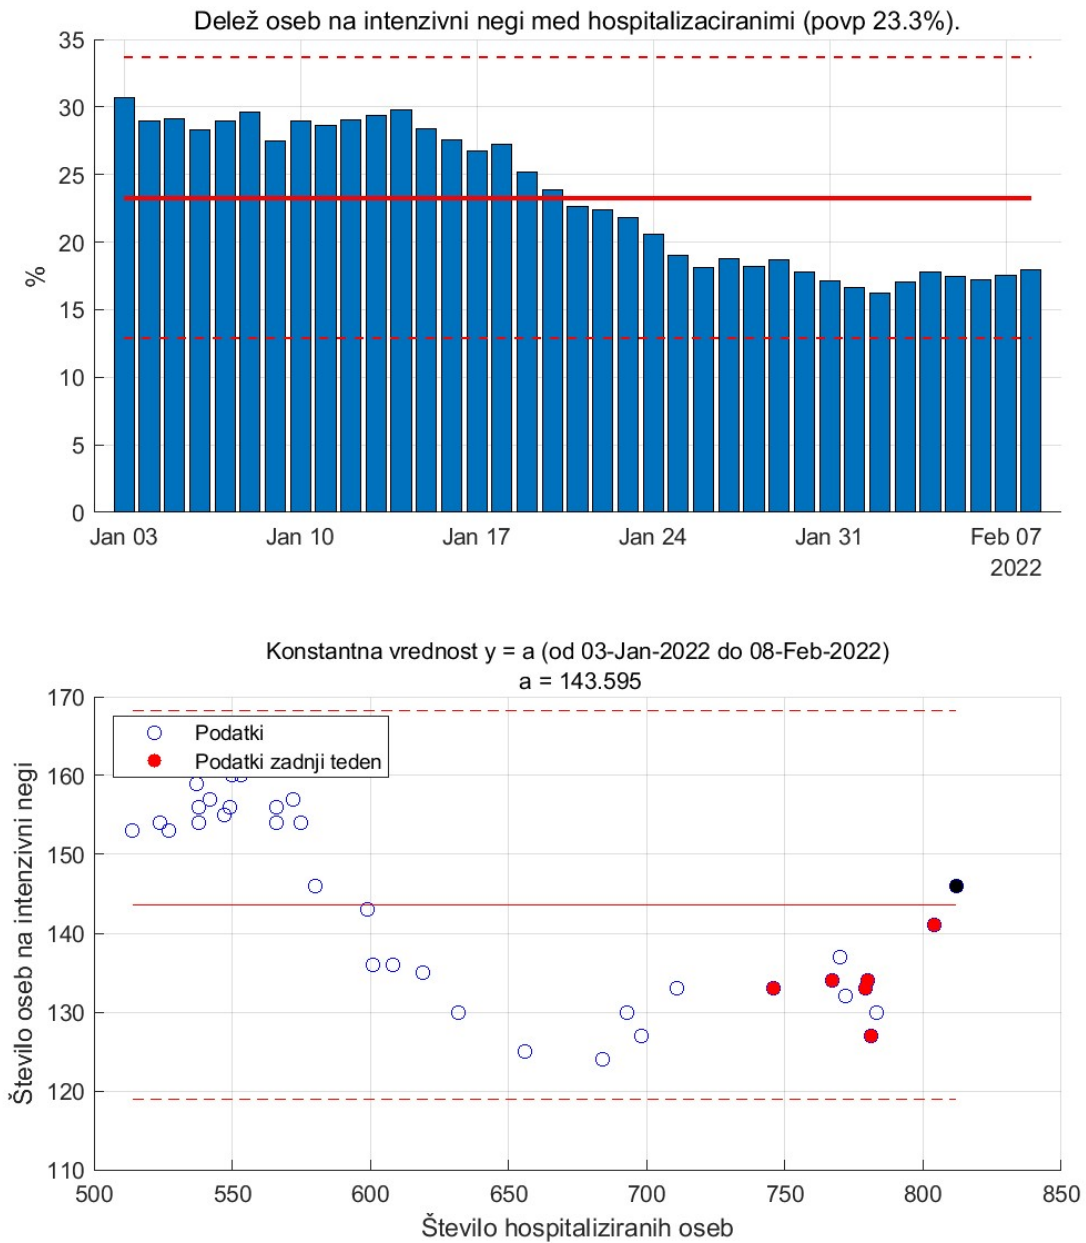 Delež oseb na intenzivni negi med hospitalizaciranimi (povp 23.3%).
35
30
25
20
15
10
5
0
%
Jan 03 Jan 10 Jan 17 Jan 24 Jan 31 Feb 07
2022
Konstantna vrednost y = a (od 03-Jan-2022 do 08-Feb-2022)
a = 143.595
170
160
150
140
130
120
110
Število oseb na intenzivni negi
Podatki
Podatki zadnji teden
500 550 600 650 700 750 800 850
Število hospitaliziranih oseb